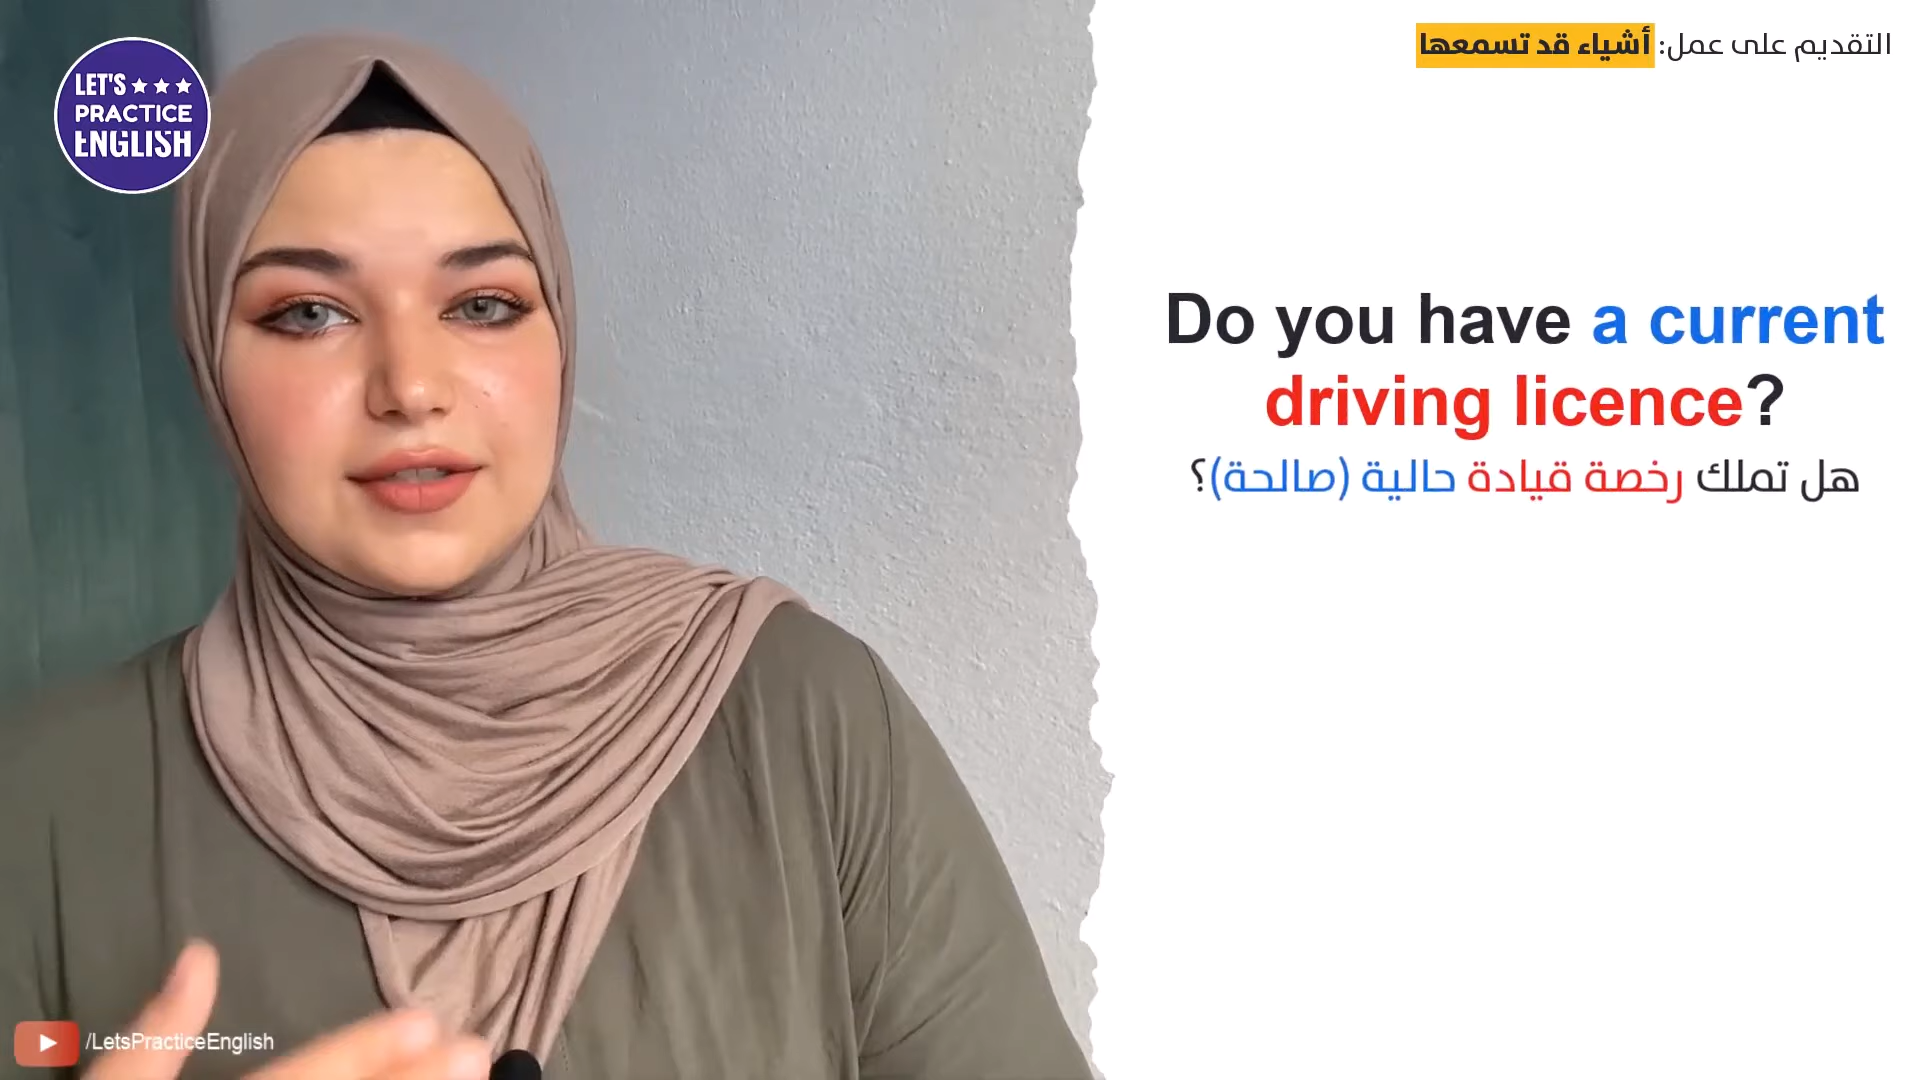 LET'S
PRACTICE
ENGLISH
التقديم على عمل: أشياء قد تسمعها
Do you have a current
driving licence?
هل تملك رخصة قيادة حالية (صالحة)؟
/LetsPracticeEnglish